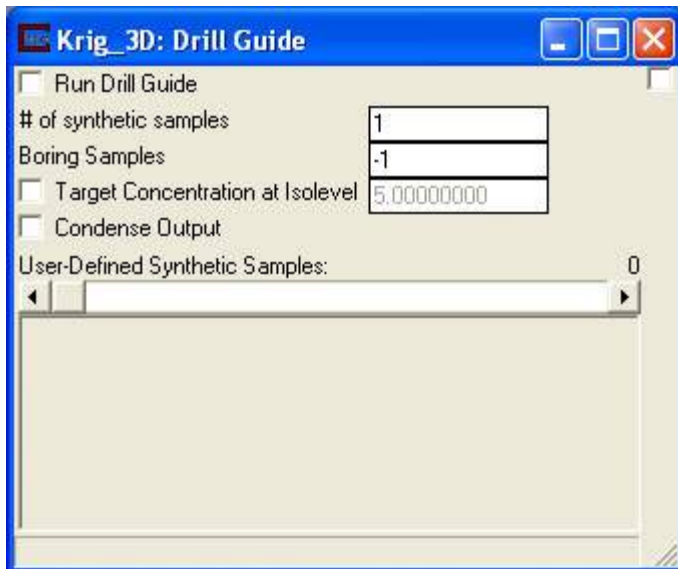 Krig_3D: Drill Guide
Run Drill Guide
# of synthetic samples 1
Boring Samples -1
Target Concentration at Isolevel 5.00000000
Condense Output
User-Defined Synthetic Samples: 0